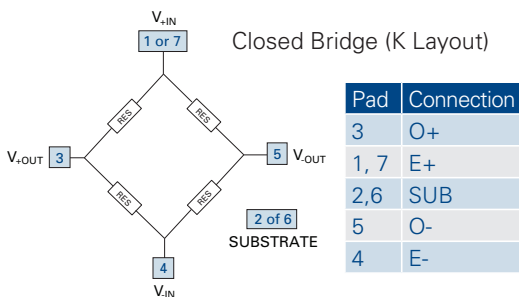 V+IN
1 or 7
Closed Bridge (K Layout)
RES
RES
V+OUT 3
5 V-OUT
RES
RES
2 of 6
SUBSTRATE
4
V-IN
Pad Connection
3 O+
1, 7 E+
2,6 SUB
5 O-
4 E-